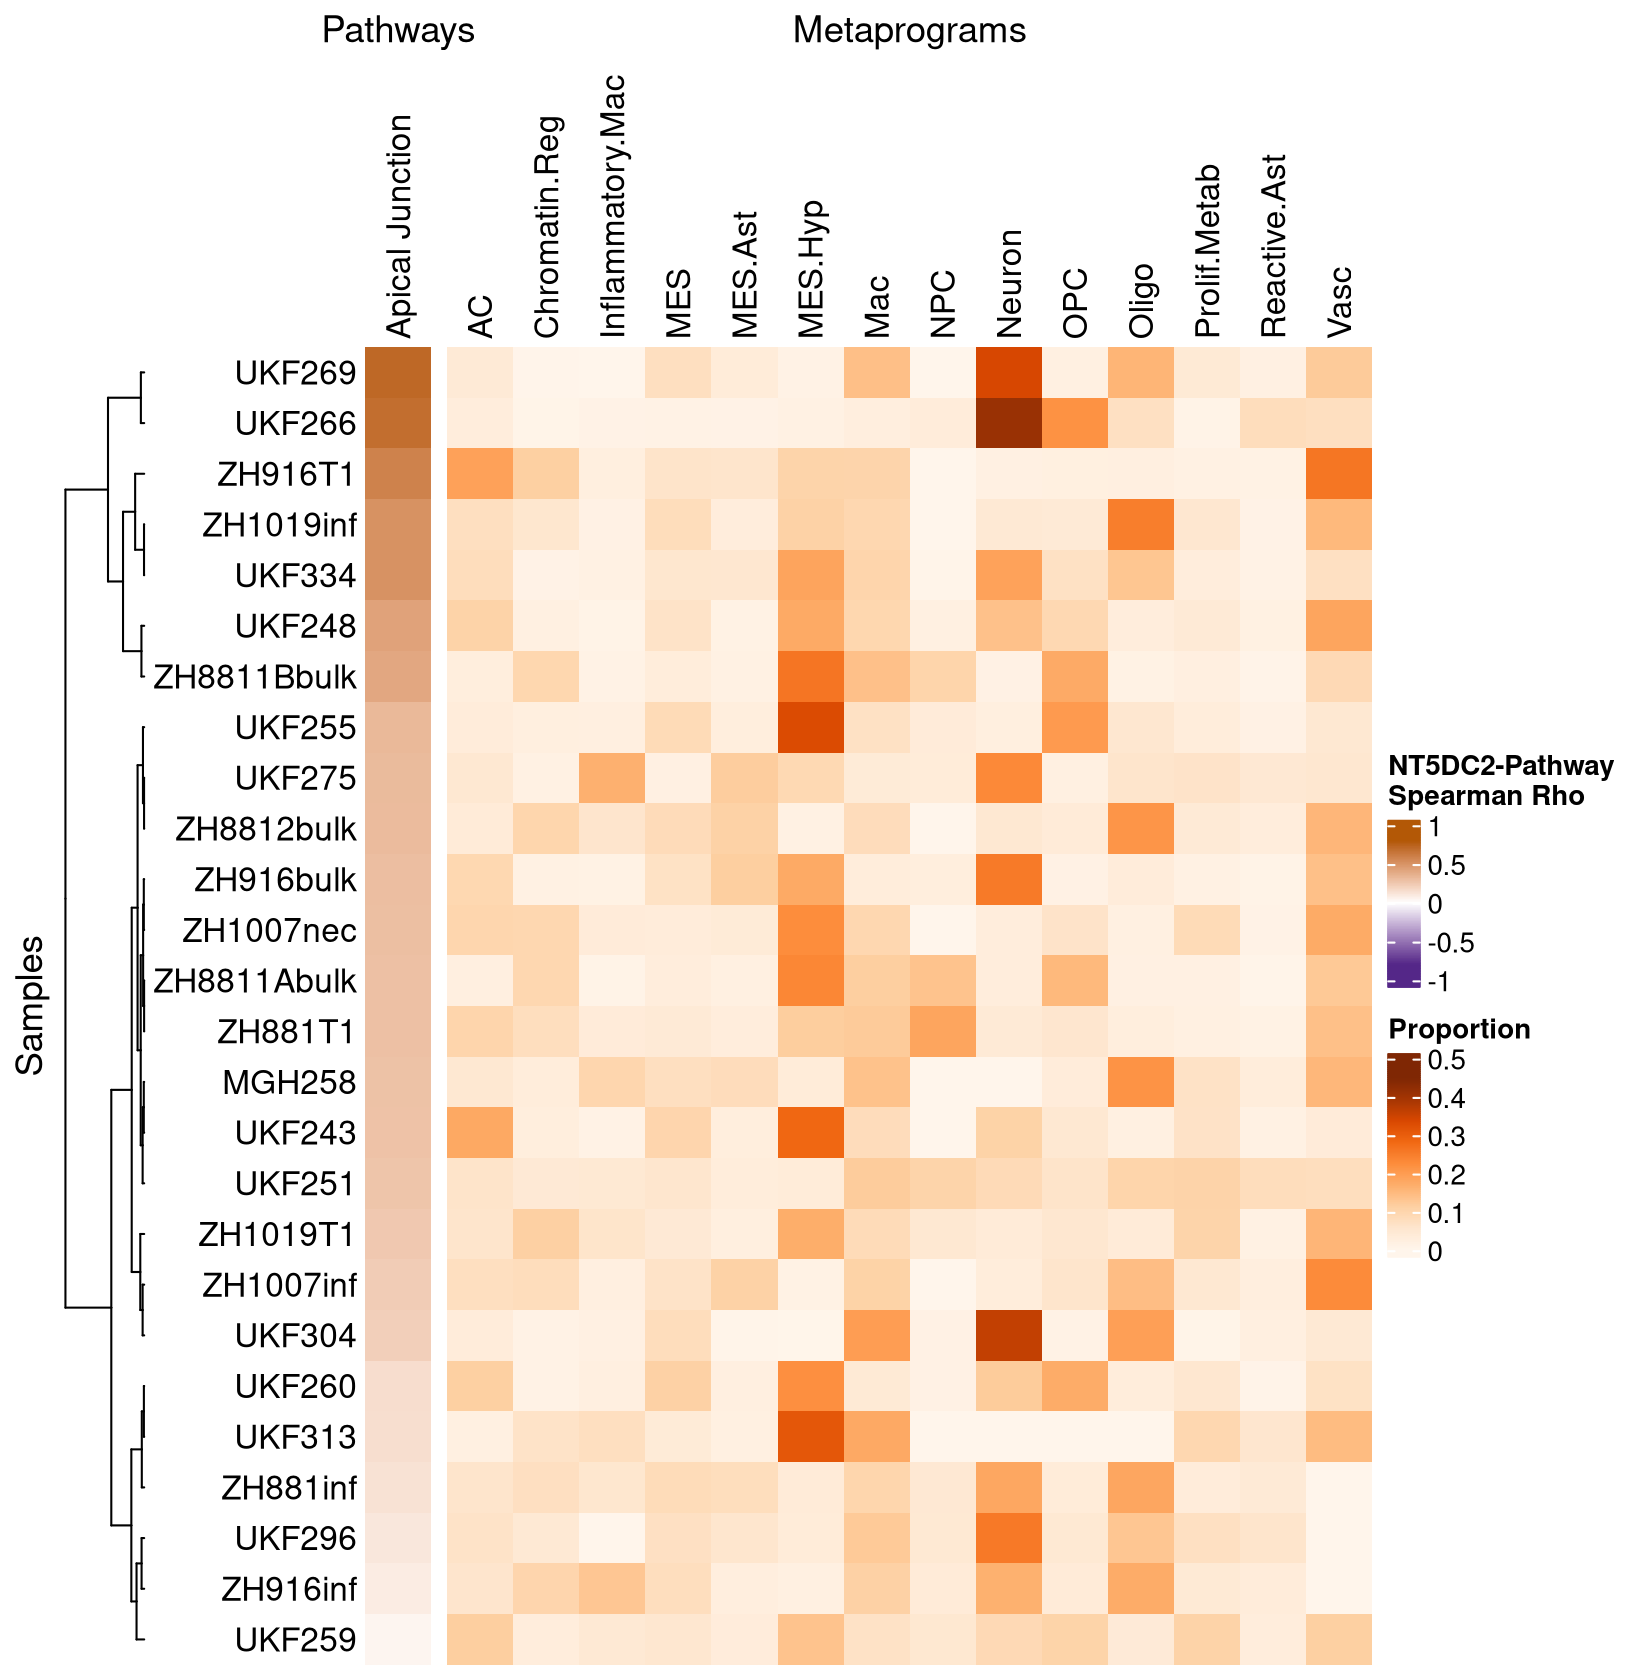 Pathways
Metaprograms
Apical Junction
AC
Chromatin.Reg
Inflammatory.Mac
MES
MES.Ast
MES.Hyp
Mac
NPC
Neuron
OPC
Oligo
Prolif.Metab
Reactive.Ast
Vasc
Samples
UKF269
UKF266
ZH916T1
ZH1019inf
UKF334
UKF248
ZH8811Bbulk
UKF255
UKF275
ZH8812bulk
ZH916bulk
ZH1007nec
ZH8811Abulk
ZH881T1
MGH258
UKF243
UKF251
ZH1019T1
ZH1007inf
UKF304
UKF260
UKF313
ZH881inf
UKF296
ZH916inf
UKF259
NT5DC2-Pathway
Spearman Rho
1
0.5
0
-0.5
-1
Proportion
0.5
0.4
0.3
0.2
0.1
0